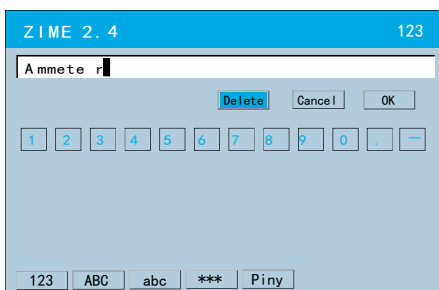 ZIME 2.4 123
Ammete r
Delete Cancel OK
1 2 3 4 5 6 7 8 9 0 . —
123 ABC abc *** Piny